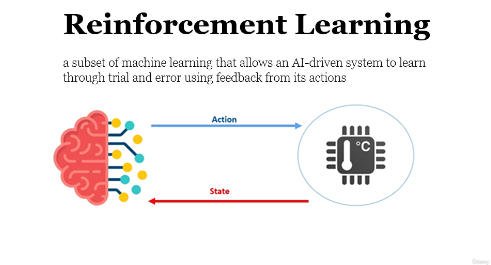 Reinforcement Learning
a subset of machine learning that allows an AI-driven system to learn
through trial and error using feedback from its actions
Action
°C
State
Udemy